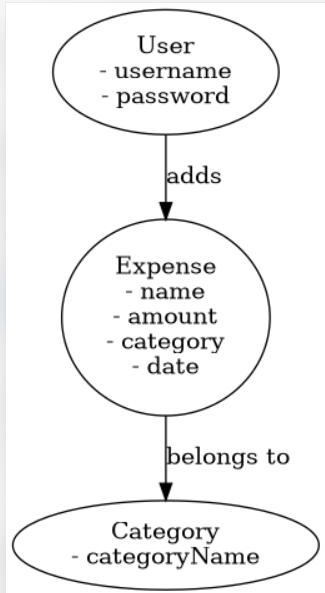 User
- username
- password
adds
Expense
- name
- amount
- category
- date
belongs to
Category
- categoryName